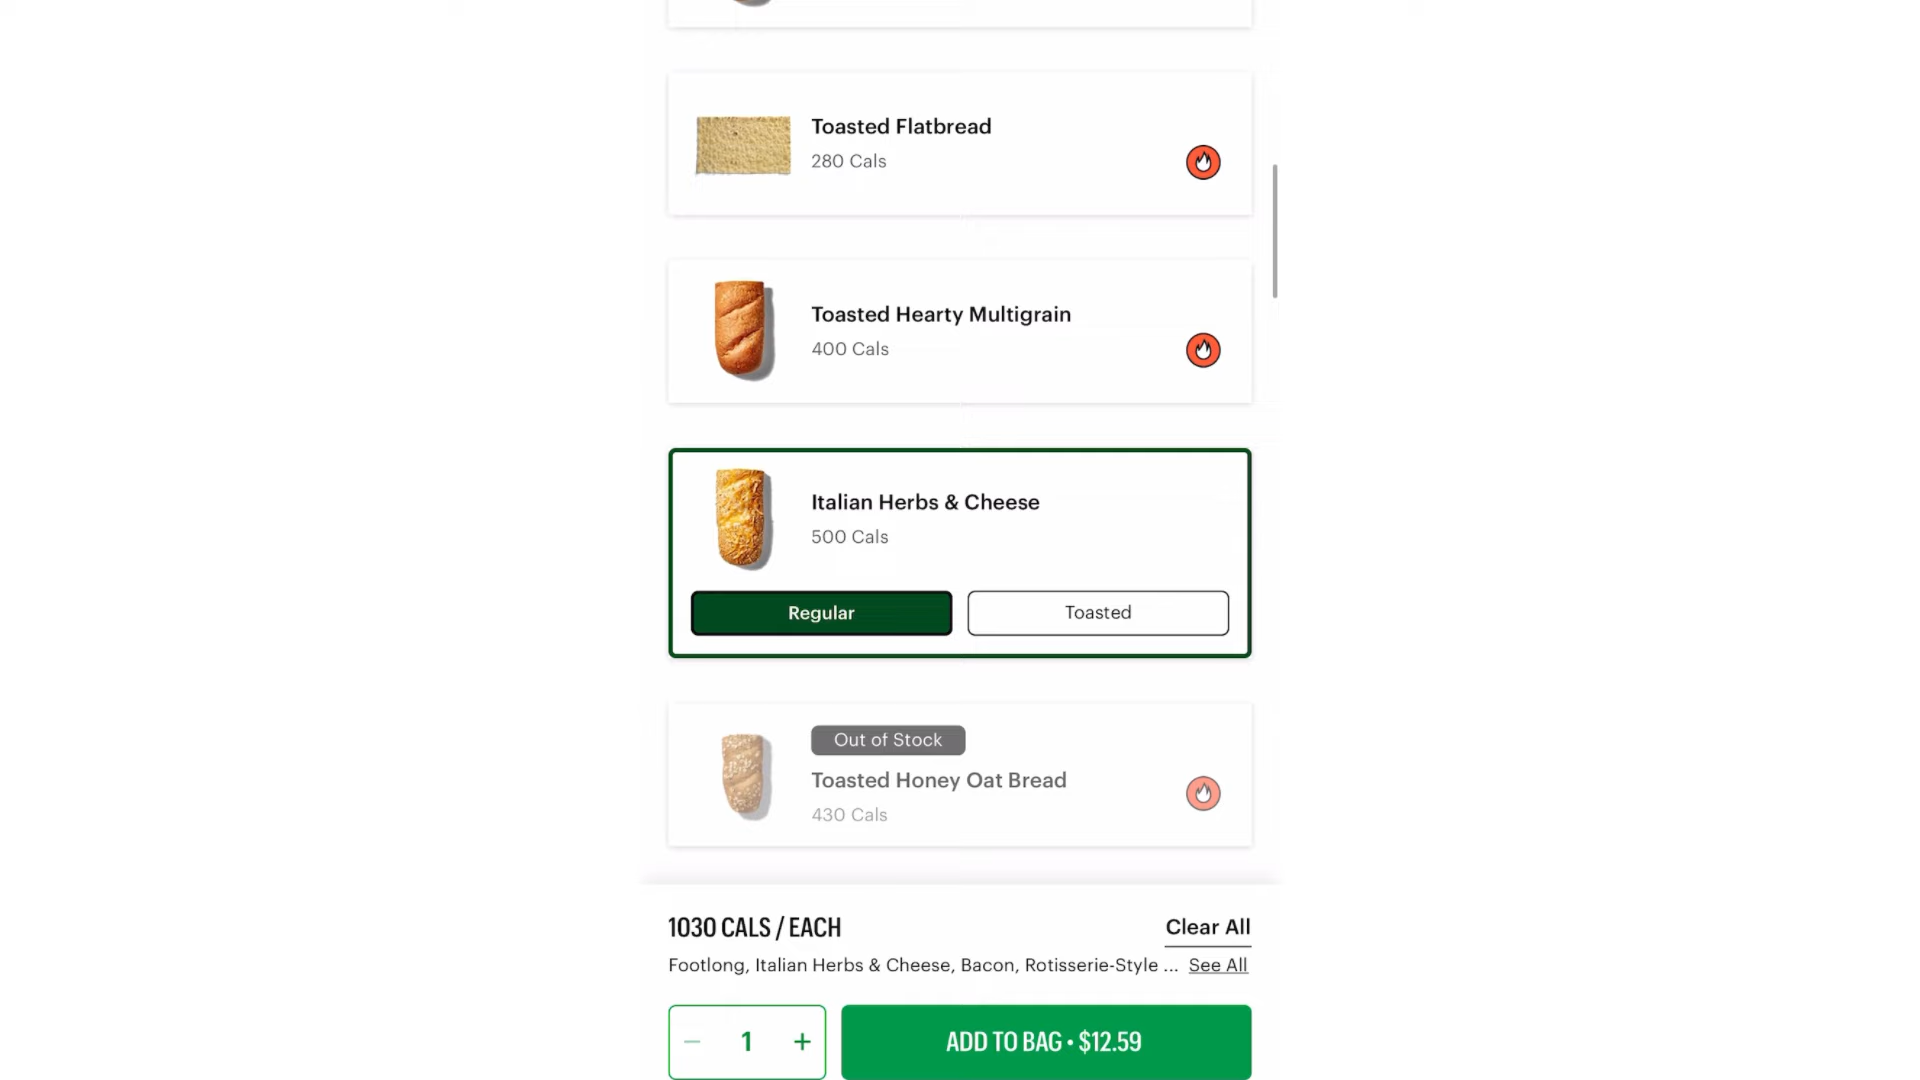 Toasted Flatbread
280 Cals
Toasted Hearty Multigrain
400 Cals
Italian Herbs & Cheese
500 Cals
Regular
Toasted
Out of Stock
Toasted Honey Oat Bread
430 Cals
1030 CALS / EACH
Clear All
Footlong, Italian Herbs & Cheese, Bacon, Rotisserie-Style ... See All
− 1 +
ADD TO BAG • $12.59